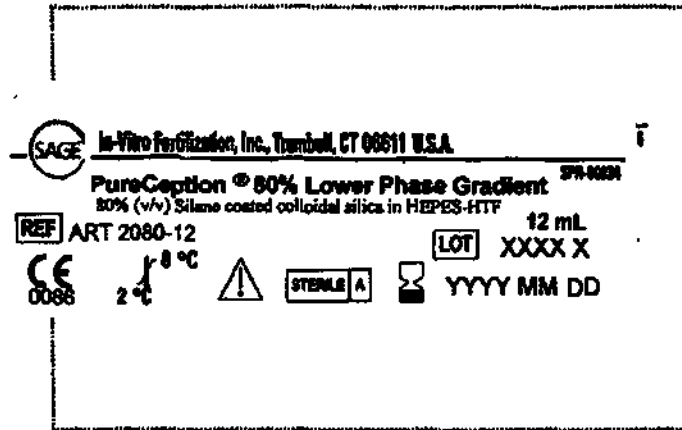 SAGE In-Vitro Fertilization, Inc., Trumbull, CT 06611 U.S.A.
PureCeption ® 80% Lower Phase Gradient
80% (v/v) Silane coated colloidal silica in HEPES-HTF
12 mL
REF ART 2080-12
LOT XXXX X
8 °C
CE
0086
2 °C
STERILE A
YYYY MM DD